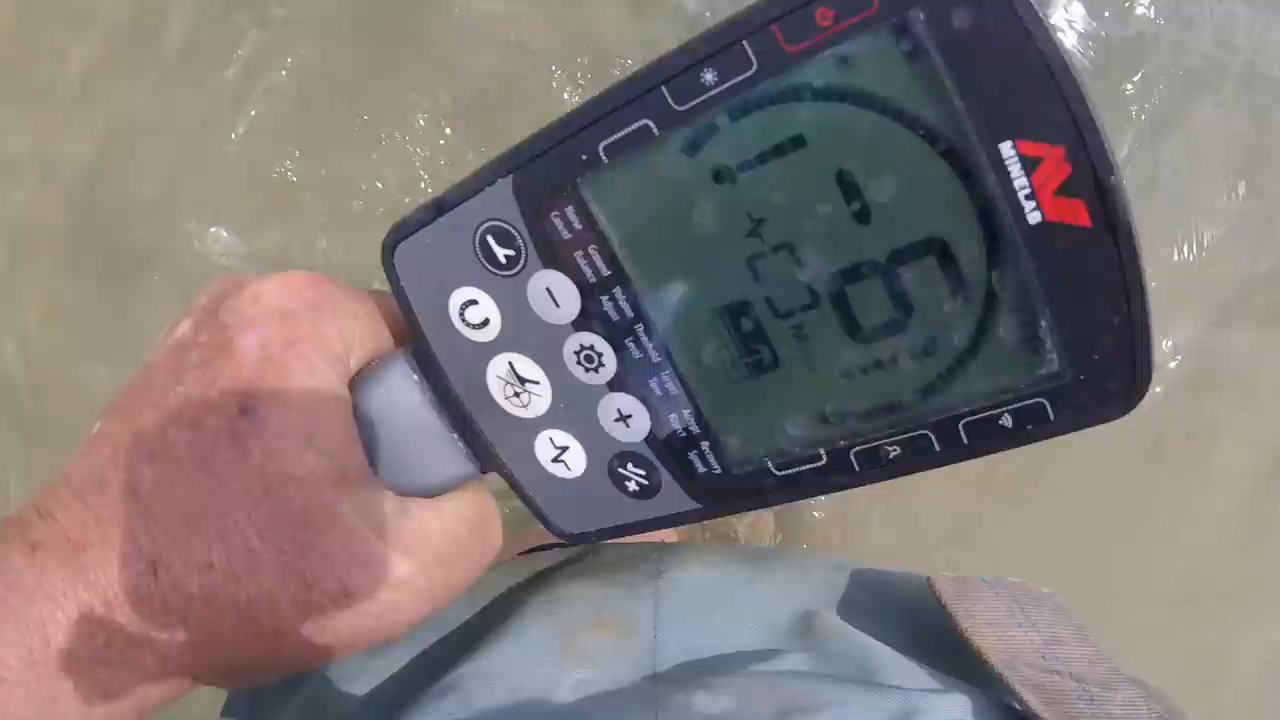 MINELAB
-6
Noise Cancel
Ground Balance
Volume Adjust
Threshold Level
Target Tone
Accept Reject
Recovery Speed